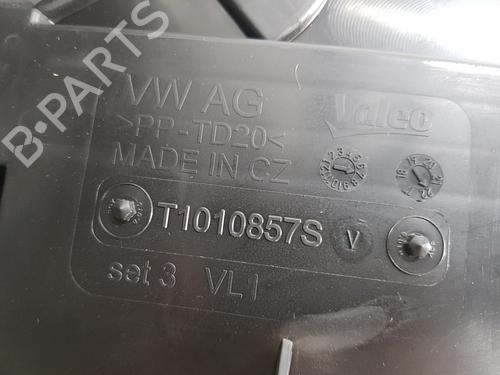 VW AG
Valeo
>PP-TD20<
MADE IN CZ
T1010857S V
set 3 VL1
B-PARTS